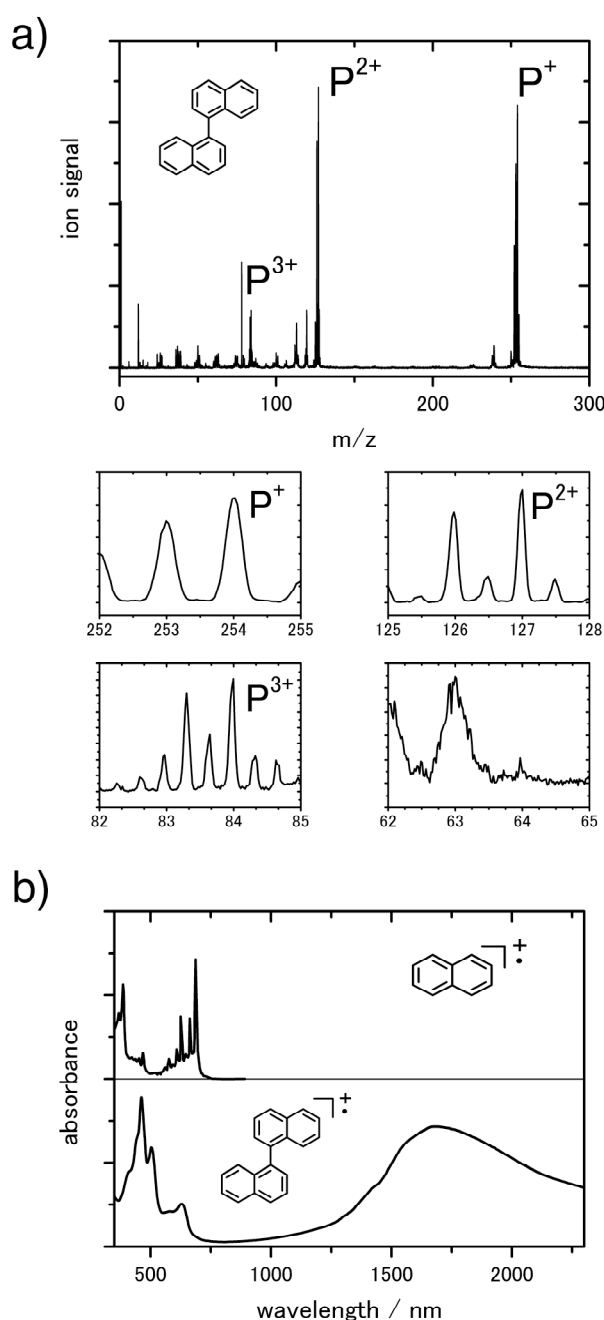 a)
P2+
P+
P3+
ion signal
0 100 200 300
m/z
P+
252 253 254 255
P2+
125 126 127 128
P3+
82 83 84 85
62 63 64 65
b)
+
•
absorbance
+
•
500 1000 1500 2000
wavelength / nm